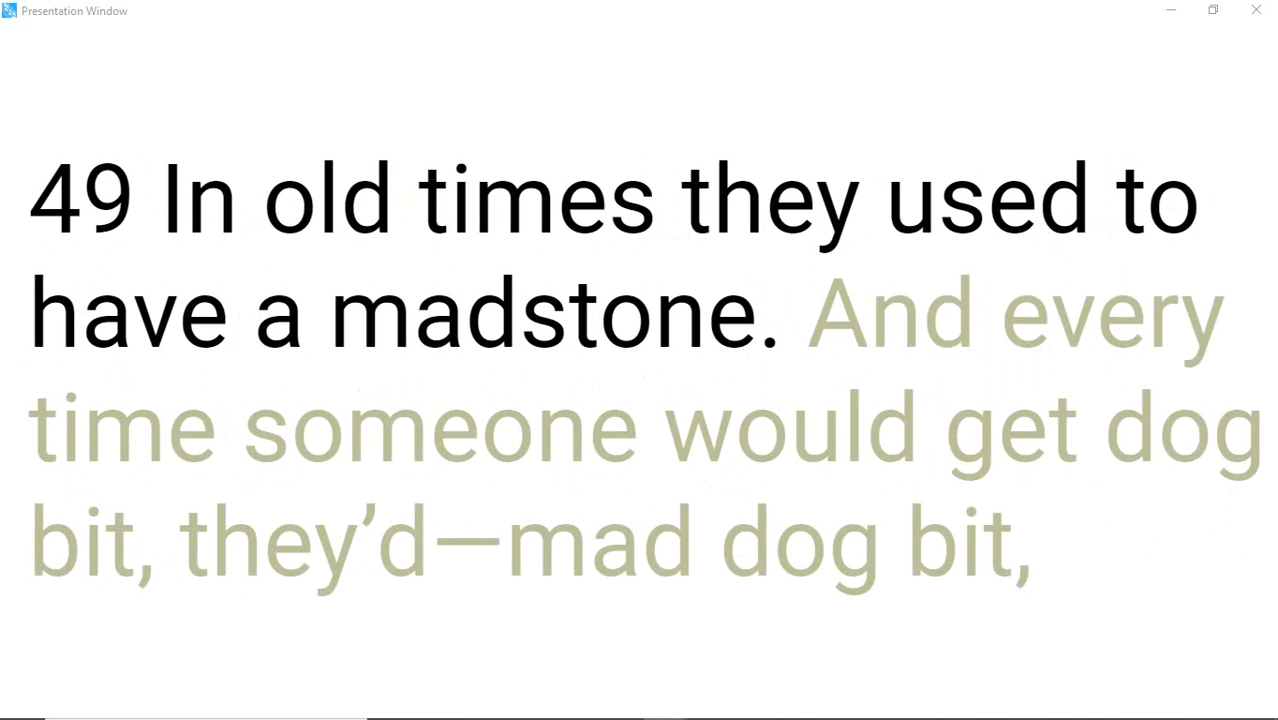 Presentation Window
49 In old times they used to
have a madstone. And every
time someone would get dog
bit, they’d—mad dog bit,